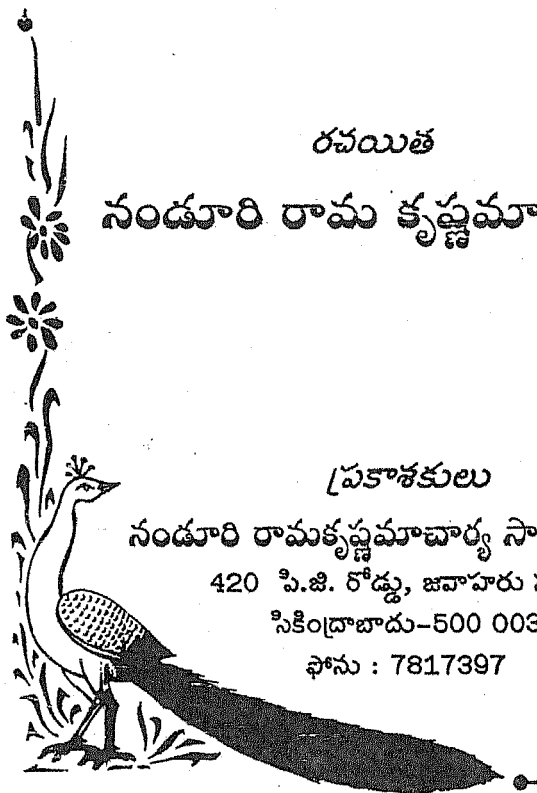 రచయిత
నండూరి రామ కృష్ణమా
ప్రకాశకులు
నండూరి రామకృష్ణమాచార్య సా
420 పి.జి. రోడ్డు, జవాహరు
సికింద్రాబాదు-500 003
ఫోను : 7817397